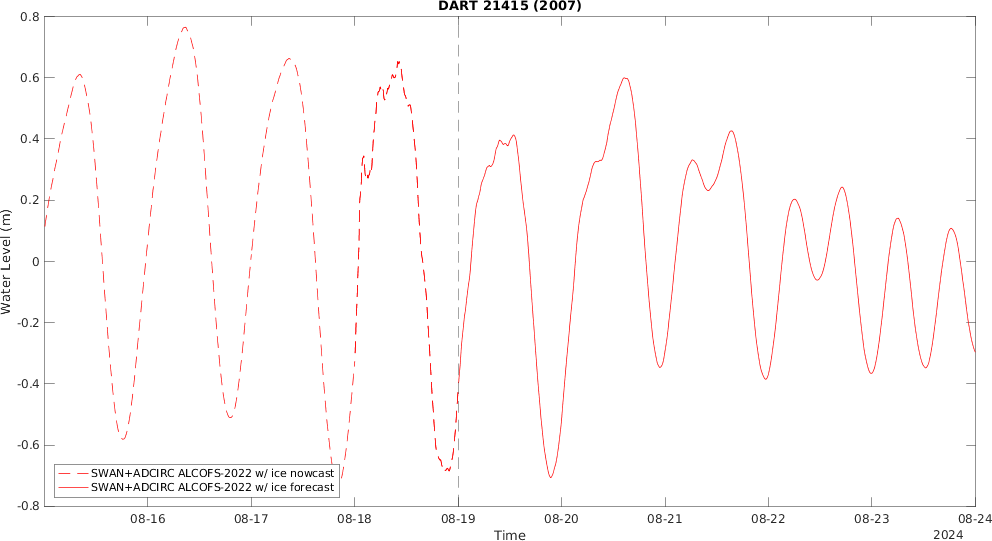 DART 21415 (2007)
0.8
0.6
0.4
0.2
0
-0.2
-0.4
-0.6
-0.8
Water Level (m)
SWAN+ADCIRC ALCOFS-2022 w/ ice nowcast
SWAN+ADCIRC ALCOFS-2022 w/ ice forecast
08-16 08-17 08-18 08-19 08-20 08-21 08-22 08-23 08-24
Time
2024